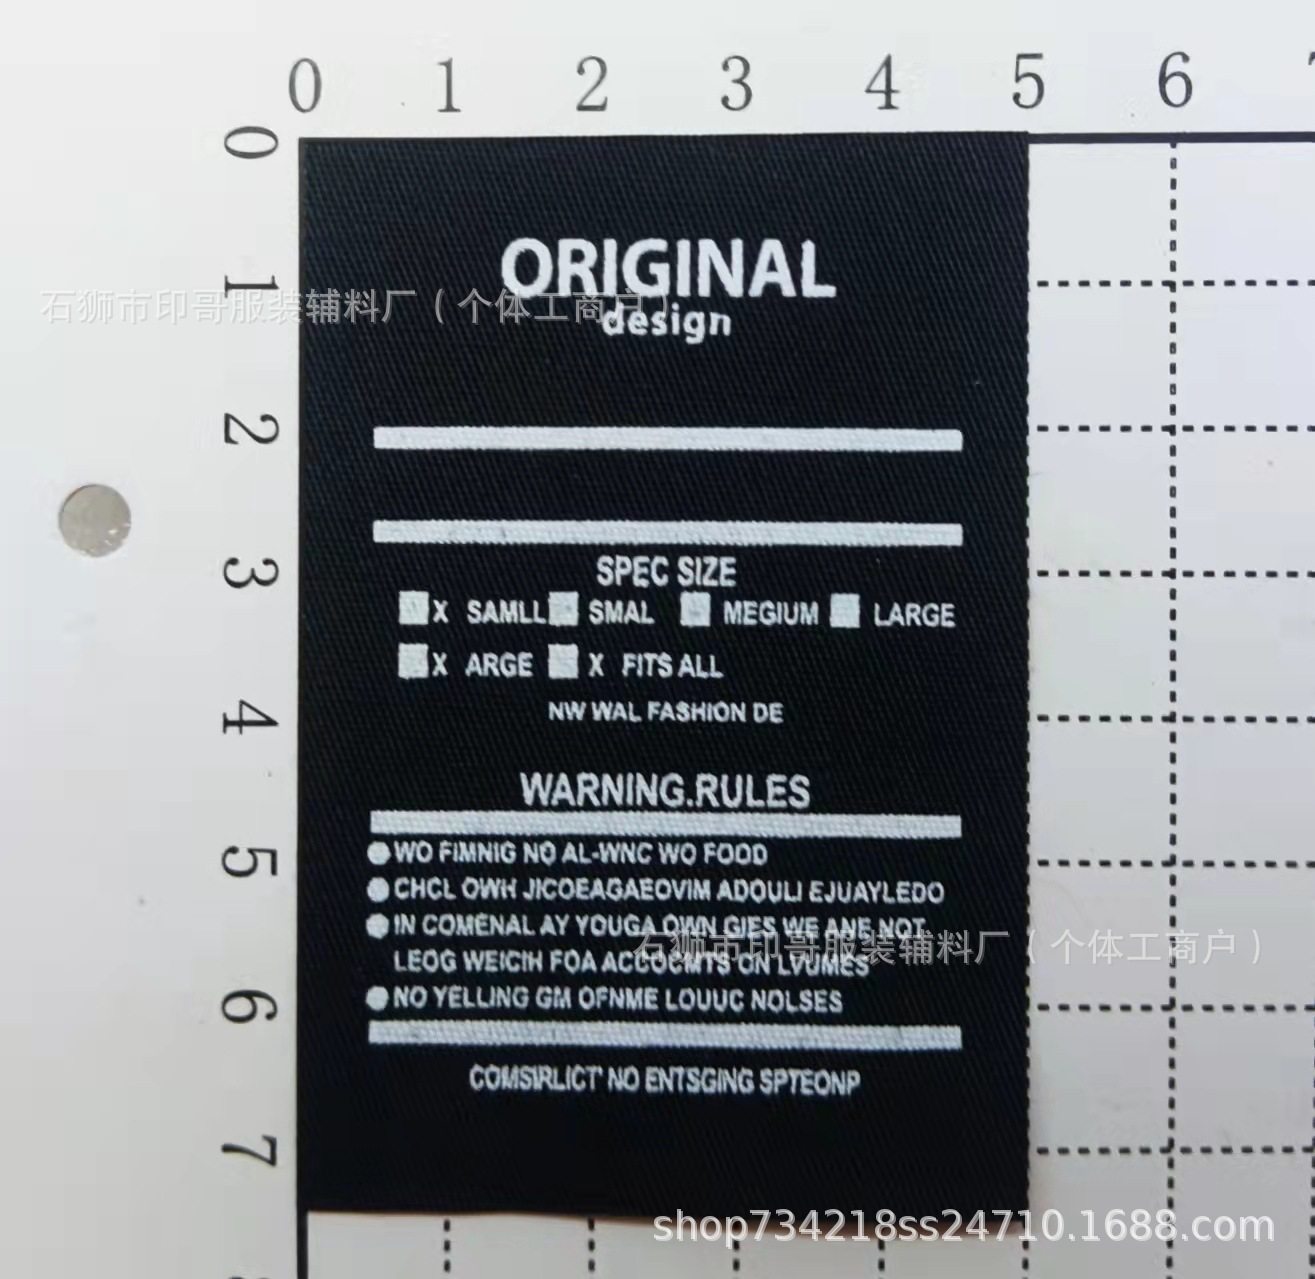 0 1 2 3 4 5 6
0
1
2
3
4
5
6
7
ORIGINAL
石狮市印哥服装辅料厂（个体工商户）
design
SPEC SIZE
X SAMLL SMAL MEGIUM LARGE
X ARGE X FITS ALL
NW WAL FASHION DE
WARNING.RULES
WO FIMNIG NO AL-WNC WO FOOD
CHCL OWH JICOEAGAEOVIM ADOULI EJUAYLEDO
IN COMENAL AY YOUGA OWN GIES WE ANE NOT
石狮市印哥服装辅料厂（个体工商户）
LEOG WEICIH FOA ACCOCMTS ON LVUMES
NO YELLING GM OFNME LOUUC NOLSES
COMSIRLICT' NO ENTSGING SPTEONP
shop734218ss24710.1688.com